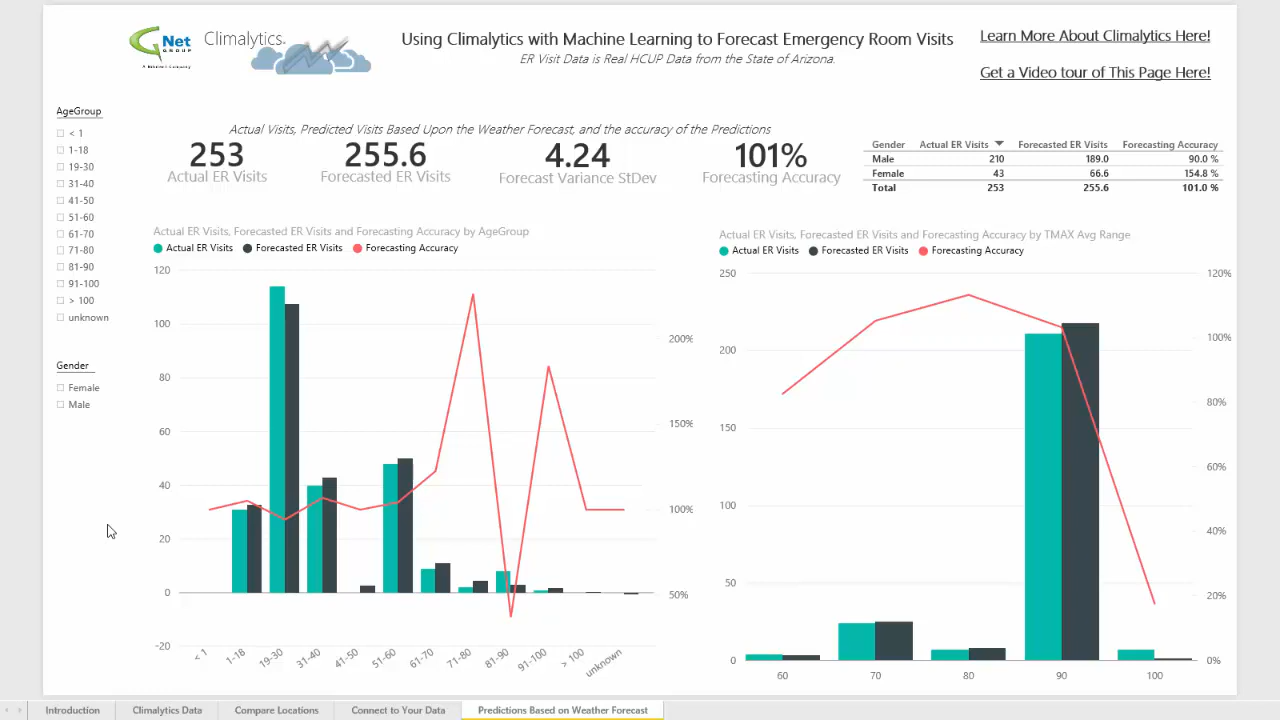 Net
GROUP
Climalytics.
Using Climalytics with Machine Learning to Forecast Emergency Room Visits
ER Visit Data is Real HCUP Data from the State of Arizona.
Learn More About Climalytics Here!
Get a Video tour of This Page Here!
AgeGroup
< 1
1-18
19-30
31-40
41-50
51-60
61-70
71-80
81-90
91-100
> 100
unknown
Gender
Female
Male
Actual Visits, Predicted Visits Based Upon the Weather Forecast, and the accuracy of the Predictions
253 255.6 4.24 101%
Actual ER Visits Forecasted ER Visits Forecast Variance StDev Forecasting Accuracy
Gender Actual ER Visits Forecasted ER Visits Forecasting Accuracy
Male 210 189.0 90.0 %
Female 43 66.6 154.8 %
Total 253 255.6 101.0 %
Actual ER Visits, Forecasted ER Visits and Forecasting Accuracy by AgeGroup
Actual ER Visits Forecasted ER Visits Forecasting Accuracy
120
100
80
60
40
20
0
-20
200%
150%
100%
50%
< 1 1-18 19-30 31-40 41-50 51-60 61-70 71-80 81-90 91-100 > 100 unknown
Actual ER Visits, Forecasted ER Visits and Forecasting Accuracy by TMAX Avg Range
Actual ER Visits Forecasted ER Visits Forecasting Accuracy
250
200
150
100
50
0
120%
100%
80%
60%
40%
20%
0%
60 70 80 90 100
Introduction Climalytics Data Compare Locations Connect to Your Data Predictions Based on Weather Forecast